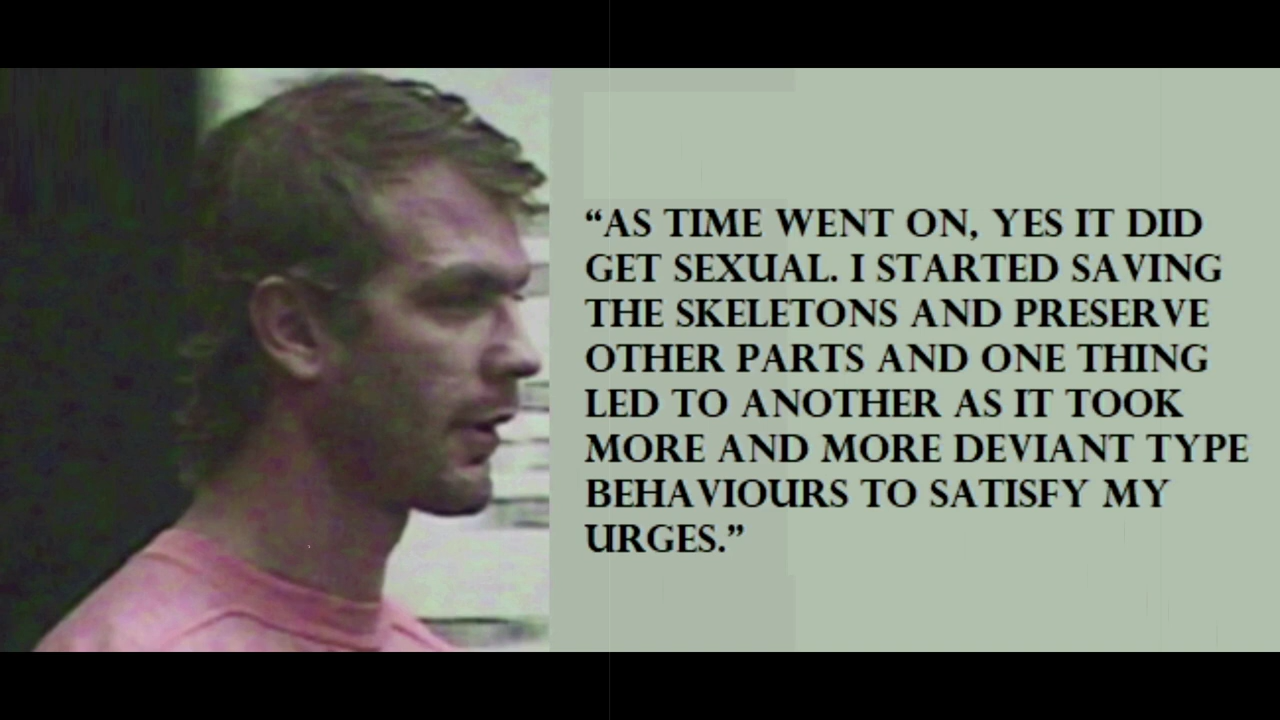 “AS TIME WENT ON, YES IT DID
GET SEXUAL. I STARTED SAVING
THE SKELETONS AND PRESERVE
OTHER PARTS AND ONE THING
LED TO ANOTHER AS IT TOOK
MORE AND MORE DEVIANT TYPE
BEHAVIOURS TO SATISFY MY
URGES.”